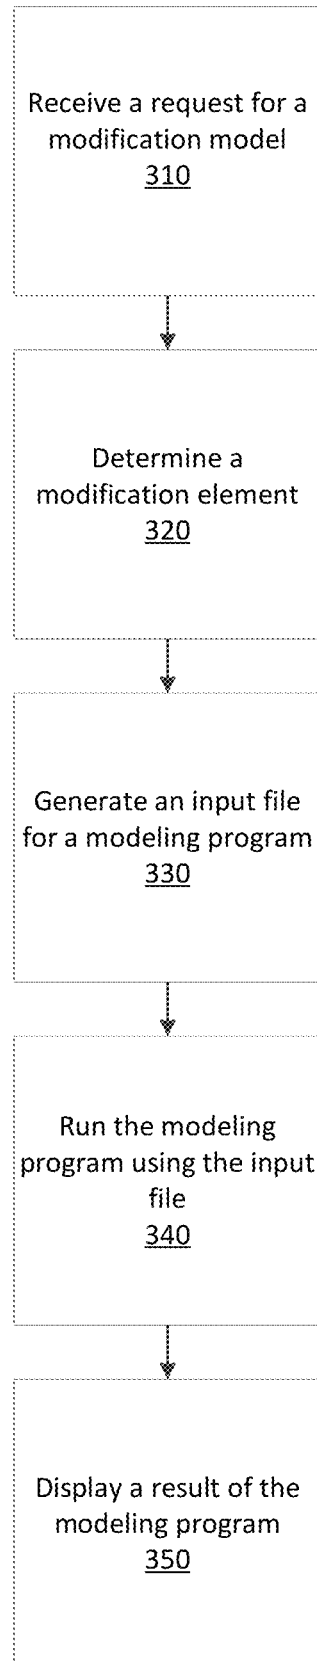 Receive a request for a
modification model
310
Determine a
modification element
320
Generate an input file
for a modeling program
330
Run the modeling
program using the input
file
340
Display a result of the
modeling program
350